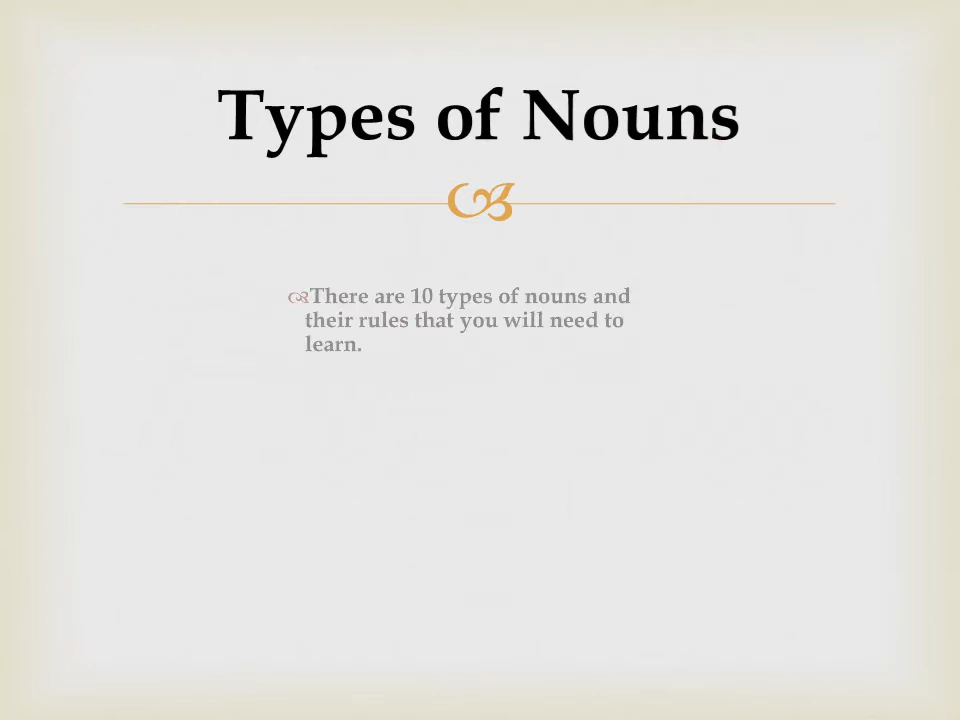 Types of Nouns
There are 10 types of nouns and
their rules that you will need to
learn.